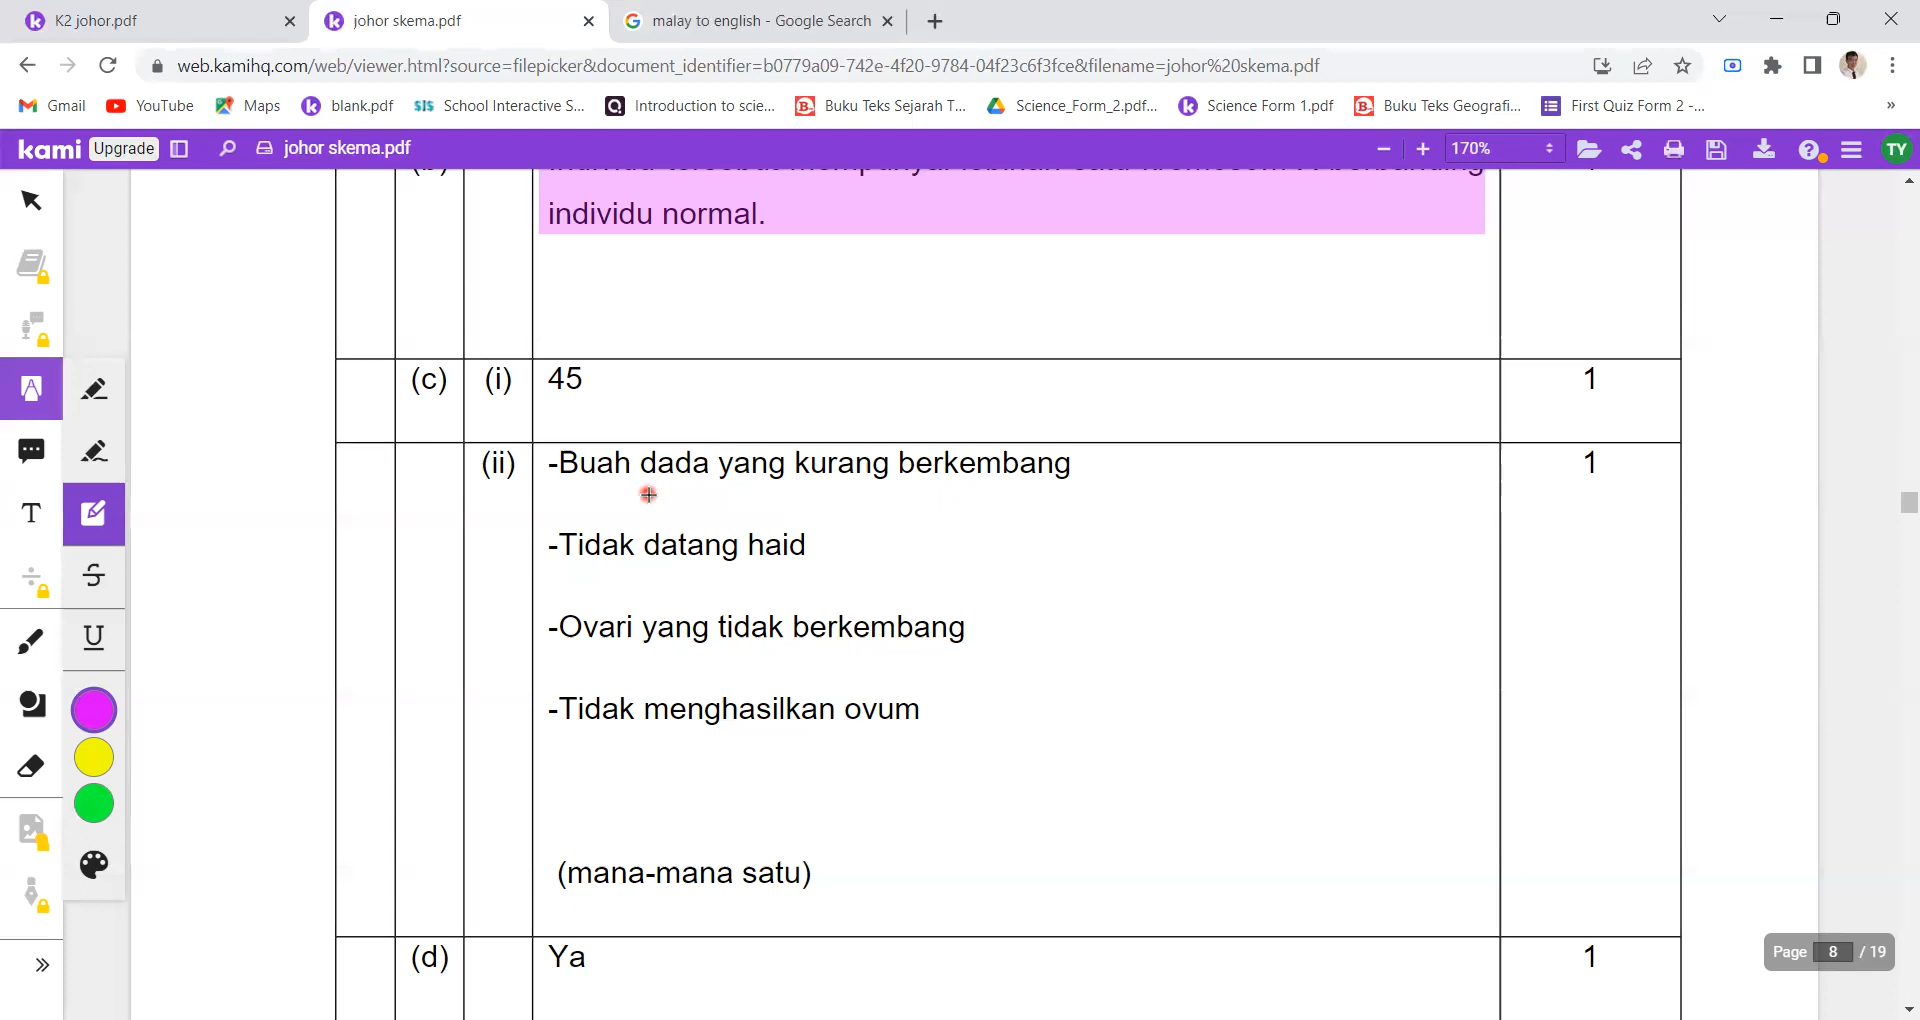 K2 johor.pdf
johor skema.pdf
malay to english - Google Search
web.kamihq.com/web/viewer.html?source=filepicker&document_identifier=b0779a09-742e-4f20-9784-04f23c6f3fce&filename=johor%20skema.pdf
Gmail YouTube Maps blank.pdf School Interactive S... Introduction to scie... Buku Teks Sejarah T... Science_Form_2.pdf... Science Form 1.pdf Buku Teks Geografi... First Quiz Form 2 -... »
kami Upgrade johor skema.pdf 170% TY
individu normal.
(c) (i) 45 1
(ii) -Buah dada yang kurang berkembang 1
-Tidak datang haid
-Ovari yang tidak berkembang
-Tidak menghasilkan ovum
(mana-mana satu)
(d) Ya 1
Page 8 / 19